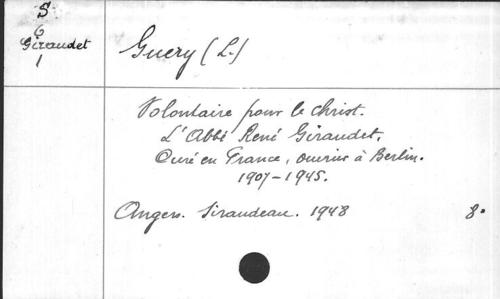 S
6
Giraudet
1
Guery (L.)
Volontaire pour le Christ.
L'Abbé René Giraudet,
Curé en France, ouvrier à Berlin.
1907-1945.
Angers. Siraudeau. 1948 8°